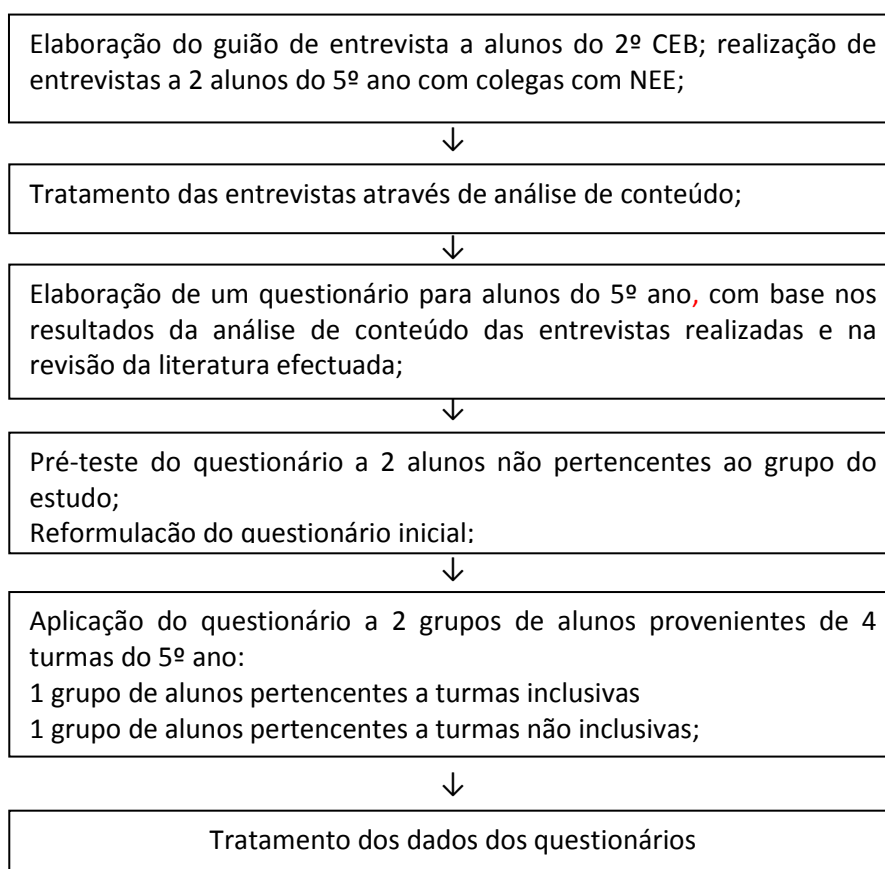 Elaboração do guião de entrevista a alunos do 2º CEB; realização de
entrevistas a 2 alunos do 5º ano com colegas com NEE;
↓
Tratamento das entrevistas através de análise de conteúdo;
↓
Elaboração de um questionário para alunos do 5º ano, com base nos
resultados da análise de conteúdo das entrevistas realizadas e na
revisão da literatura efectuada;
↓
Pré-teste do questionário a 2 alunos não pertencentes ao grupo do
estudo;
Reformulação do questionário inicial;
↓
Aplicação do questionário a 2 grupos de alunos provenientes de 4
turmas do 5º ano:
1 grupo de alunos pertencentes a turmas inclusivas
1 grupo de alunos pertencentes a turmas não inclusivas;
↓
Tratamento dos dados dos questionários